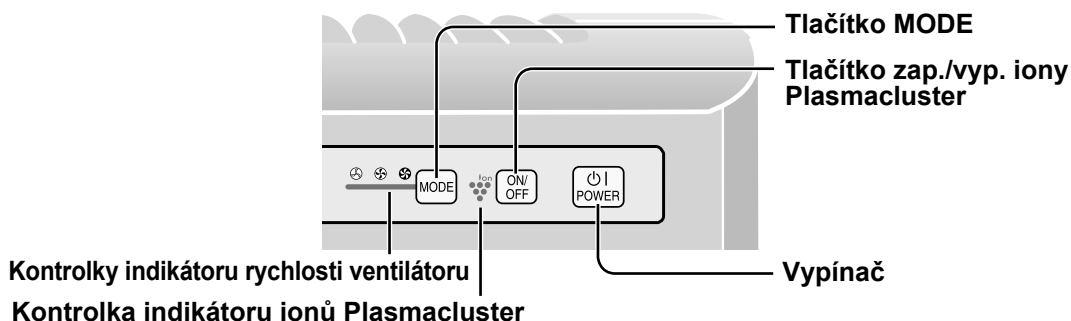 Tlačítko MODE
Tlačítko zap./vyp. iony
Plasmacluster
MODE
Ion
ON/
OFF
POWER
Kontrolky indikátoru rychlosti ventilátoru
Vypínač
Kontrolka indikátoru ionů Plasmacluster